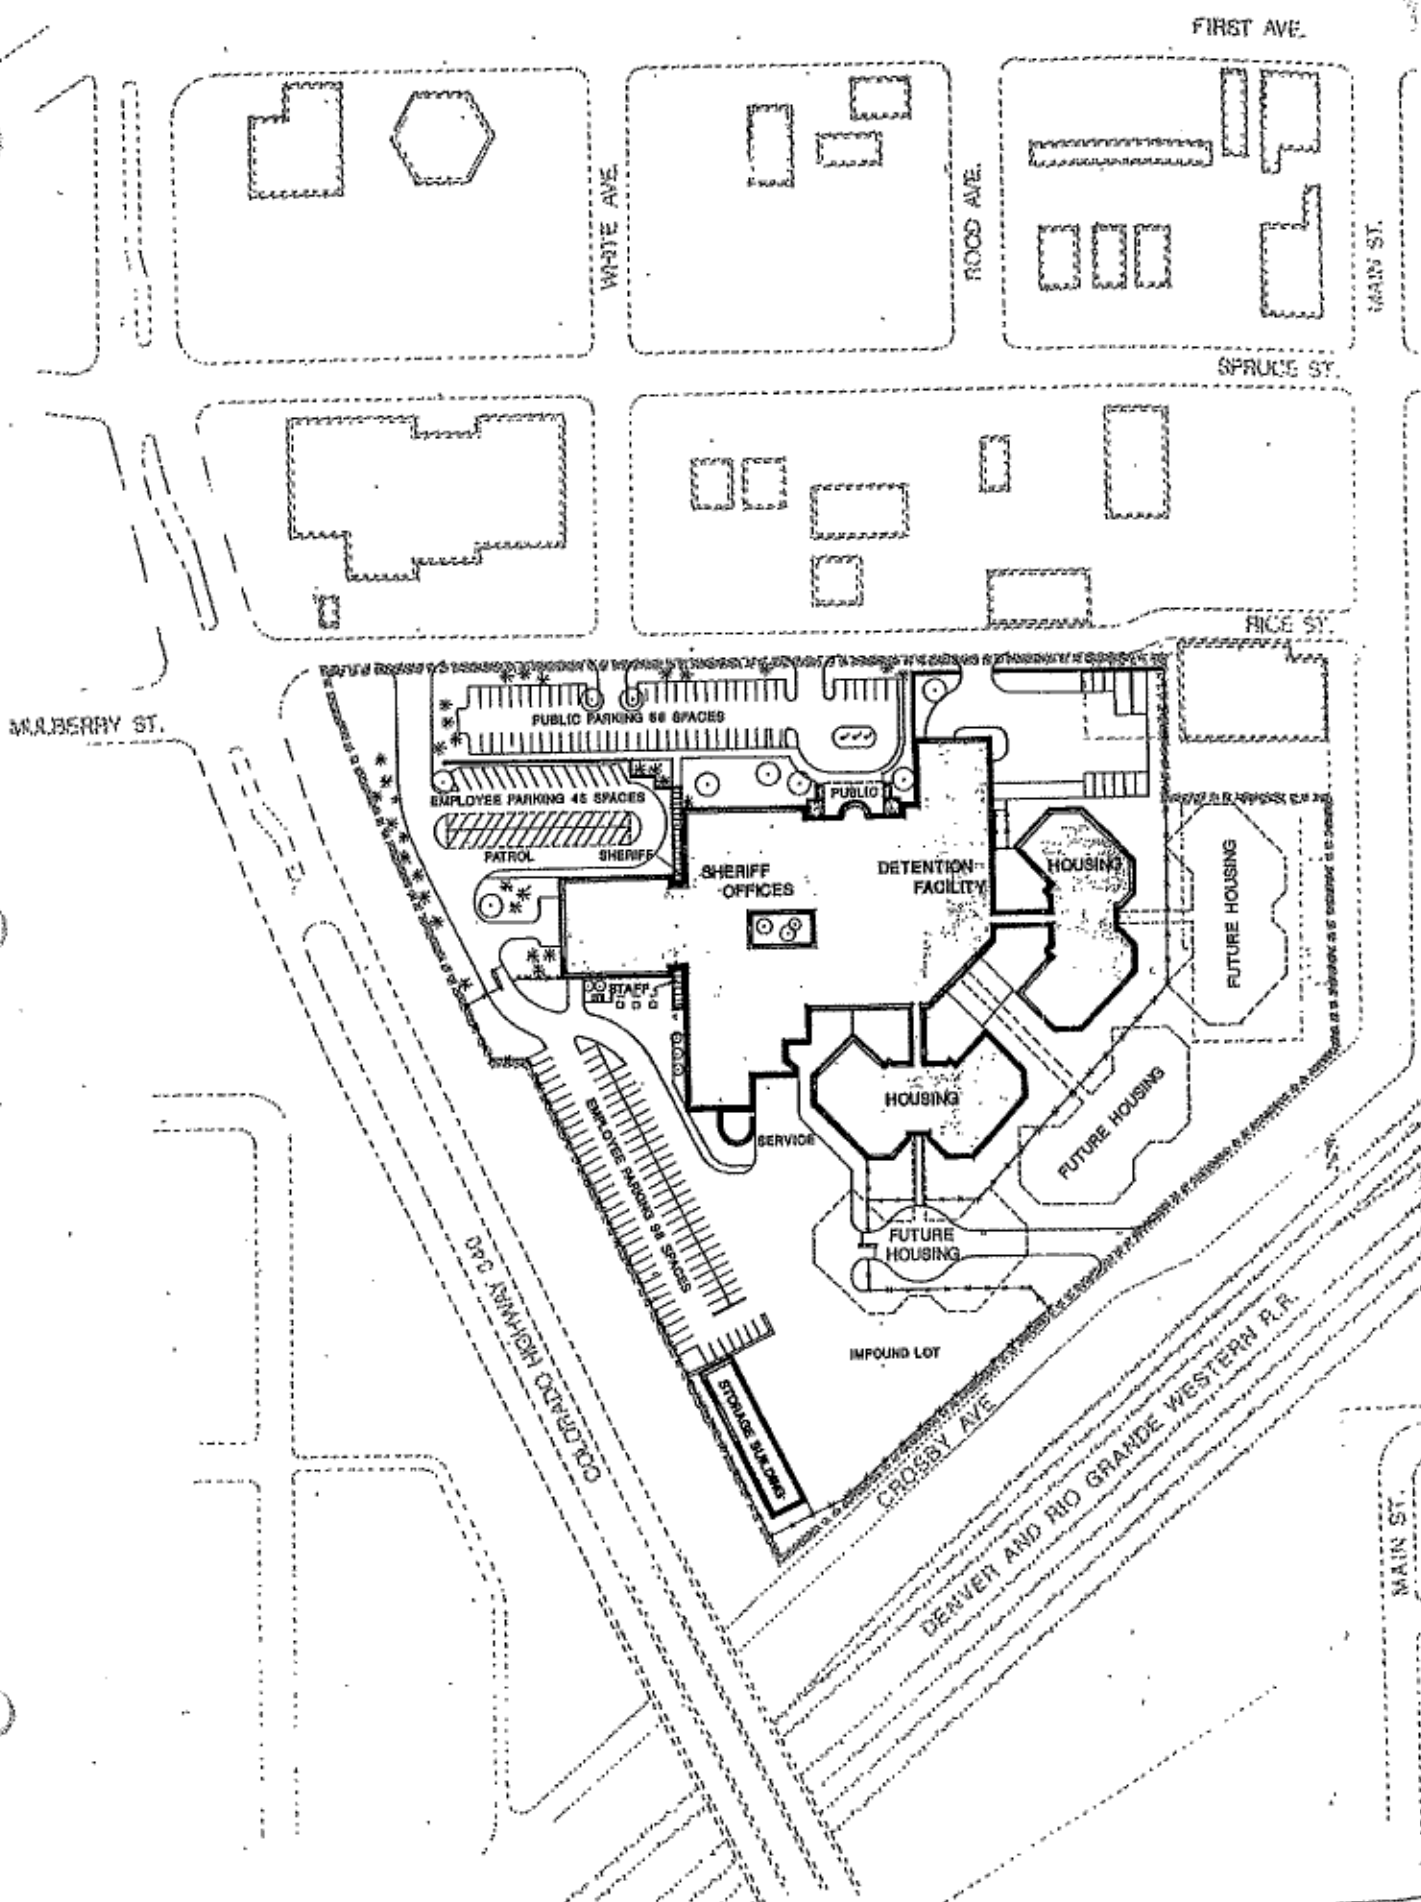 FIRST AVE.
WHITE AVE.
ROOD AVE.
MAIN ST.
SPRUCE ST.
RICE ST.
MULBERRY ST.
PUBLIC PARKING 66 SPACES
EMPLOYEE PARKING 45 SPACES
PUBLIC
PATROL
SHERIFF
SHERIFF
OFFICES
DETENTION
FACILITY
HOUSING
FUTURE HOUSING
STAFF
HOUSING
FUTURE HOUSING
SERVICE
EMPLOYEE PARKING 98 SPACES
FUTURE
HOUSING
IMPOUND LOT
STORAGE BUILDING
COLORADO HIGHWAY 340
CROSBY AVE
DENVER AND RIO GRANDE WESTERN R.R.
MAIN ST.